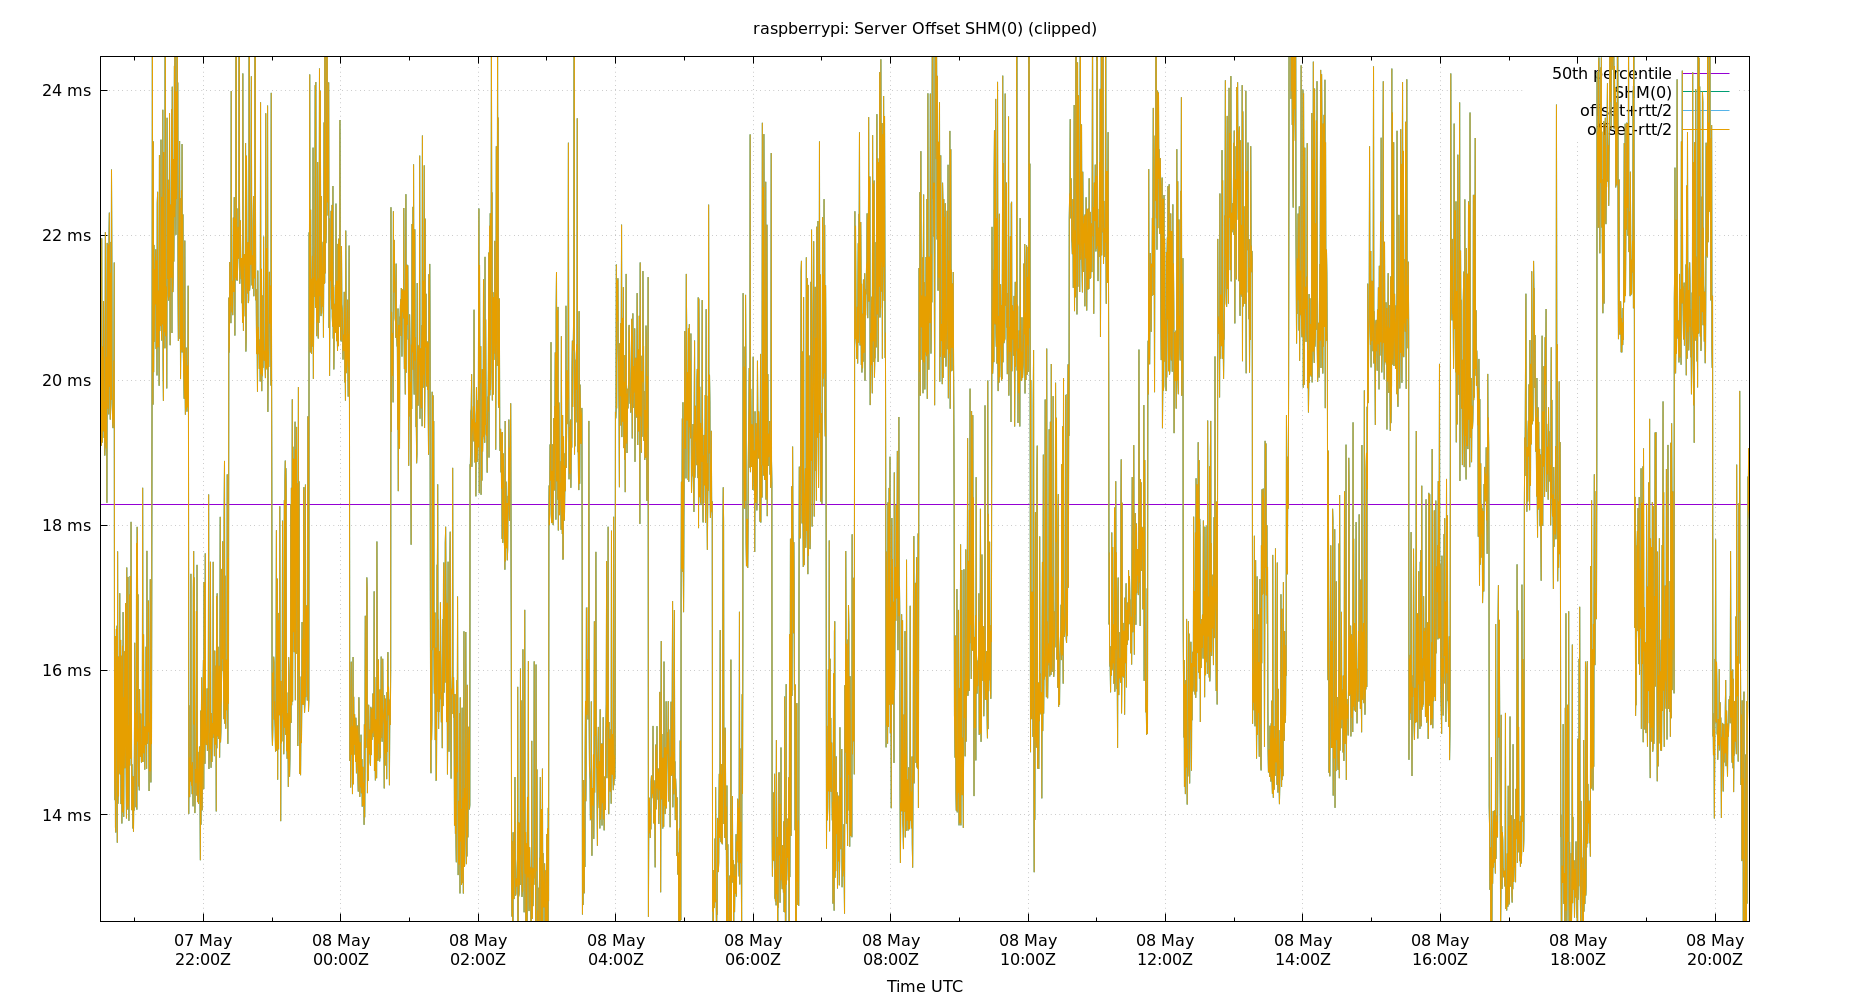 raspberrypi: Server Offset SHM(0) (clipped)
50th percentile
SHM(0)
offset+rtt/2
offset-rtt/2
24 ms
22 ms
20 ms
18 ms
16 ms
14 ms
07 May 08 May 08 May 08 May 08 May 08 May 08 May 08 May 08 May 08 May 08 May 08 May
22:00Z 00:00Z 02:00Z 04:00Z 06:00Z 08:00Z 10:00Z 12:00Z 14:00Z 16:00Z 18:00Z 20:00Z
Time UTC